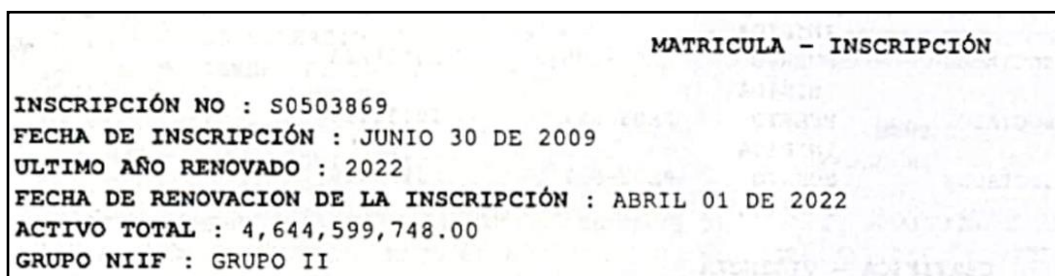 MATRICULA - INSCRIPCIÓN
INSCRIPCIÓN NO : S0503869
FECHA DE INSCRIPCIÓN : JUNIO 30 DE 2009
ULTIMO AÑO RENOVADO : 2022
FECHA DE RENOVACION DE LA INSCRIPCIÓN : ABRIL 01 DE 2022
ACTIVO TOTAL : 4,644,599,748.00
GRUPO NIIF : GRUPO II